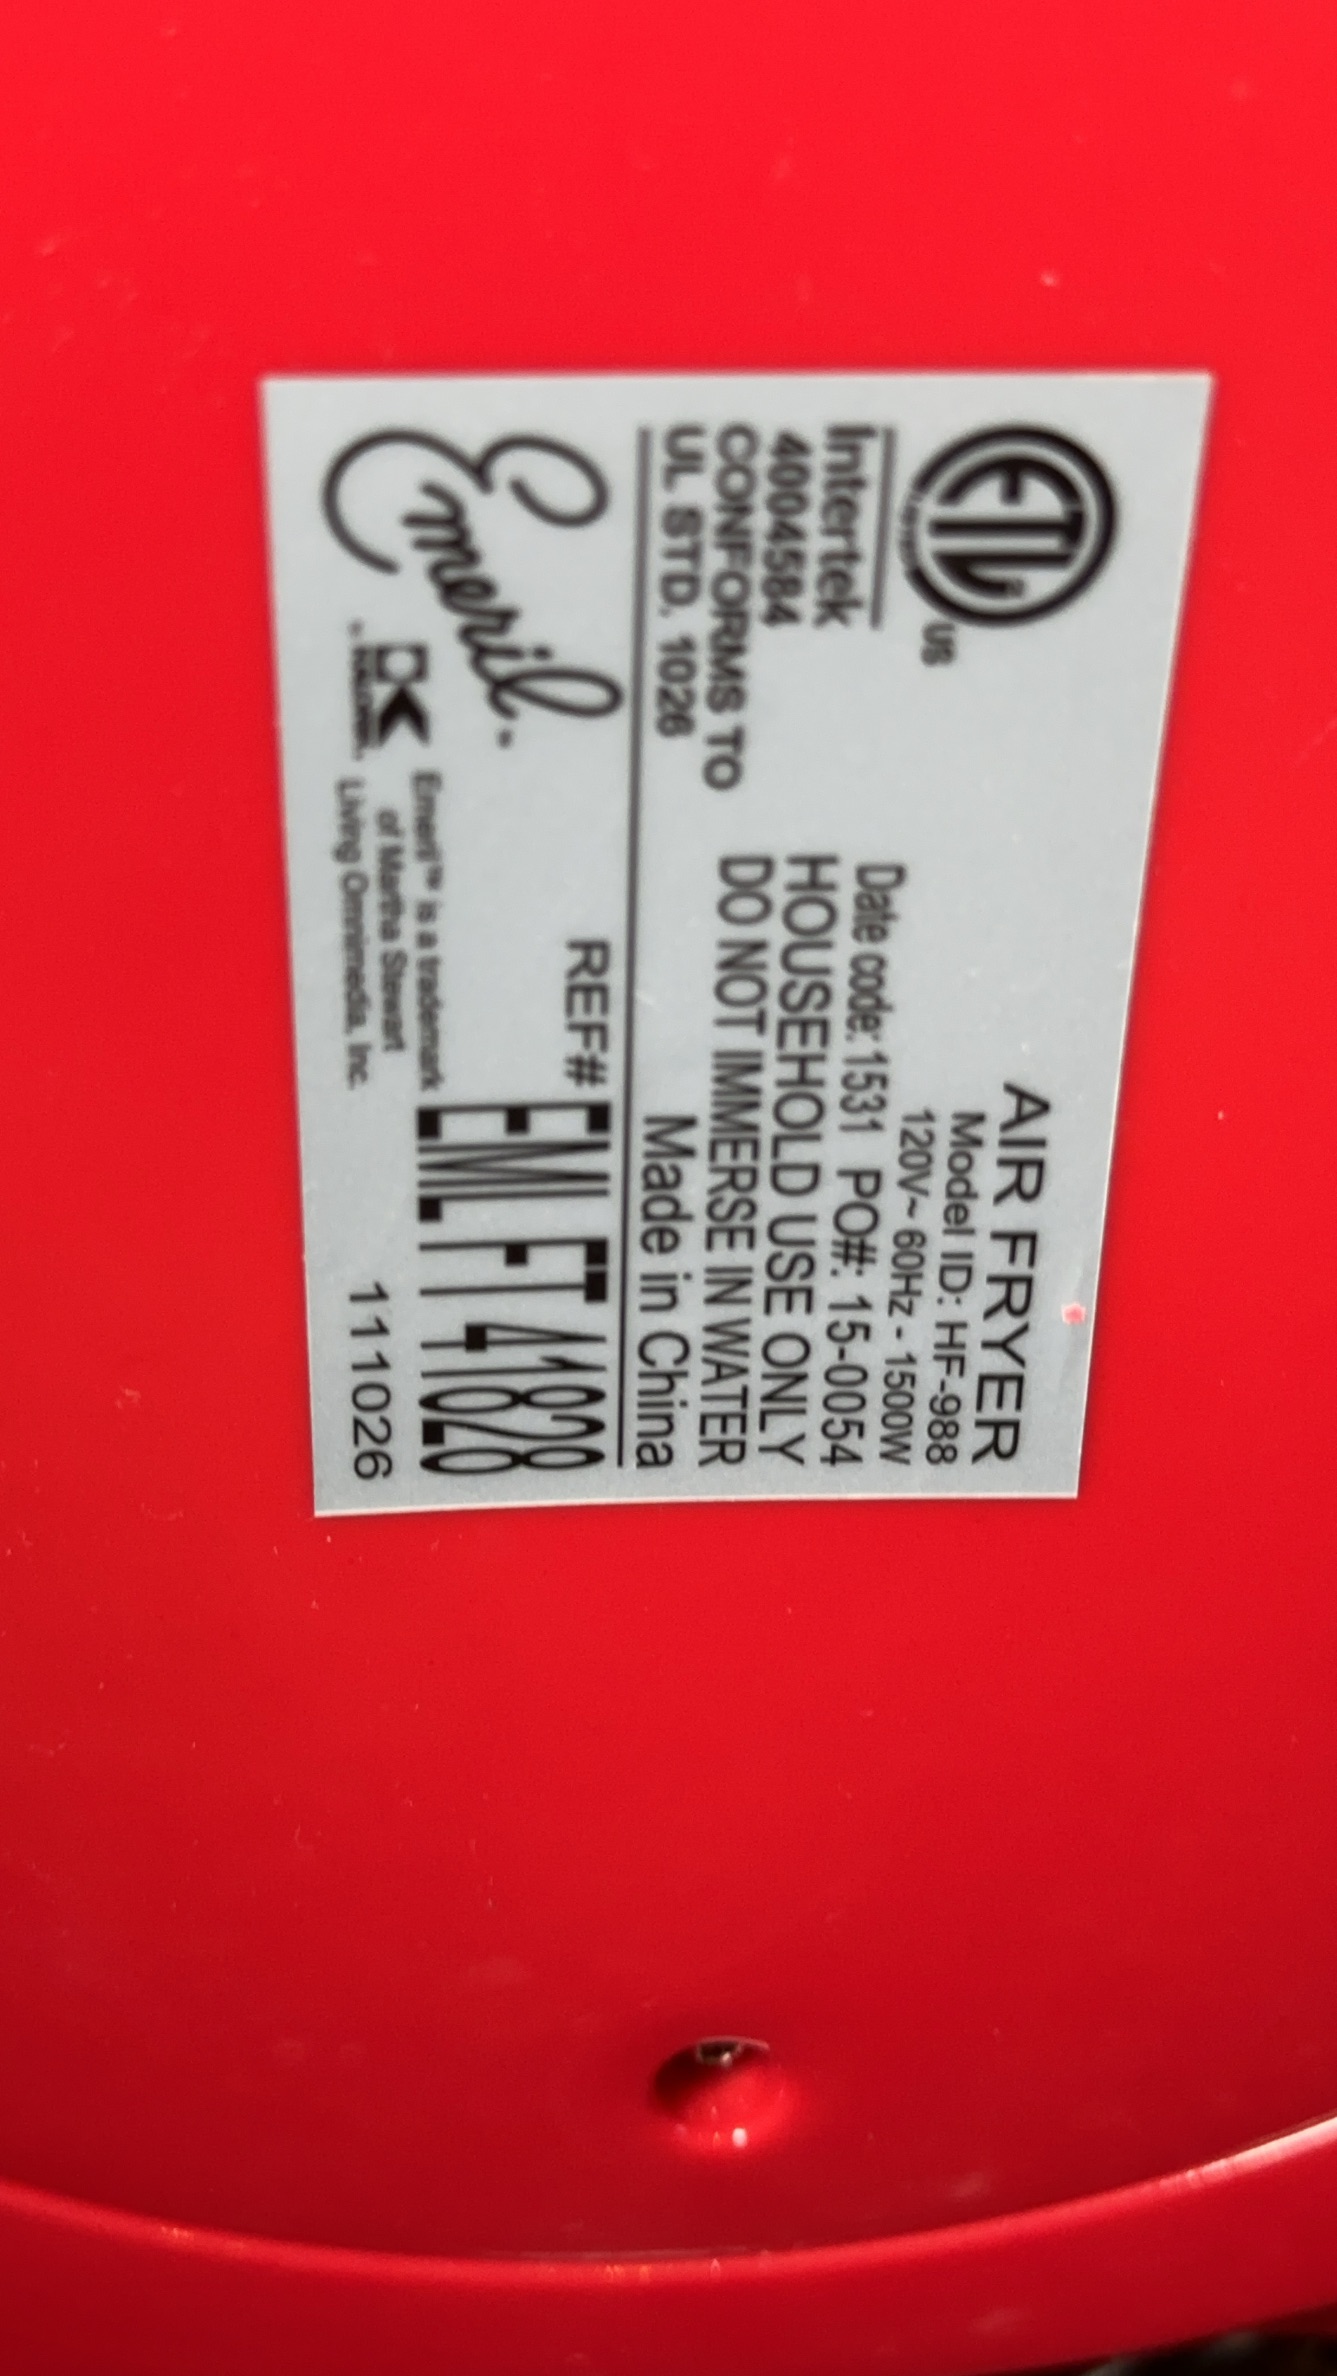 ETL
US
Intertek
4004584
CONFORMS TO
UL STD. 1026
AIR FRYER
Model ID: HF-988
120V~ 60Hz - 1500W
Date code: 1531 PO#: 15-0054
HOUSEHOLD USE ONLY
DO NOT IMMERSE IN WATER
Made in China
Emeril.
REF#
Emeril™ is a trademark
of Martha Stewart
Living Omnimedia, Inc.
111026